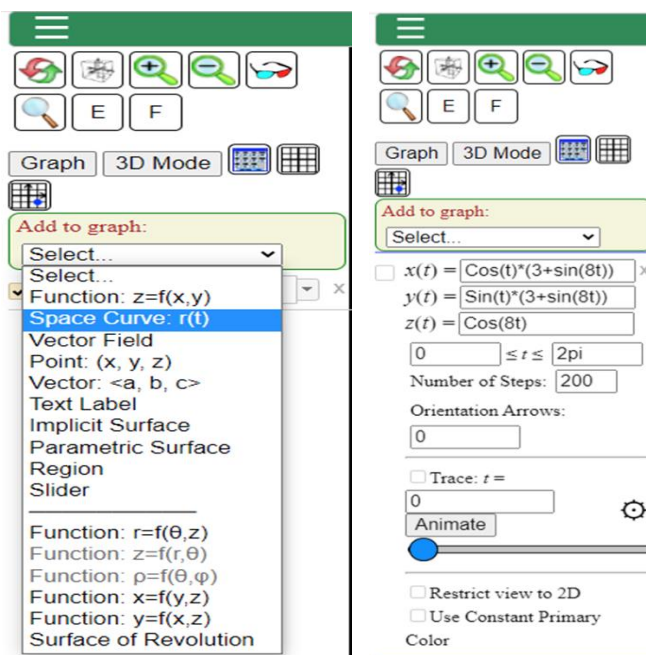 E F
Graph 3D Mode
Add to graph:
Select...
Select...
Function: z=f(x,y)
Space Curve: r(t)
Vector Field
Point: (x, y, z)
Vector: <a, b, c>
Text Label
Implicit Surface
Parametric Surface
Region
Slider
Function: r=f(θ,z)
Function: z=f(r,θ)
Function: ρ=f(θ,φ)
Function: x=f(y,z)
Function: y=f(x,z)
Surface of Revolution
E F
Graph 3D Mode
Add to graph:
Select...
x(t) = Cos(t)*(3+sin(8t))
y(t) = Sin(t)*(3+sin(8t))
z(t) = Cos(8t)
0 ≤ t ≤ 2pi
Number of Steps: 200
Orientation Arrows:
0
Trace: t =
0
Animate
Restrict view to 2D
Use Constant Primary
Color